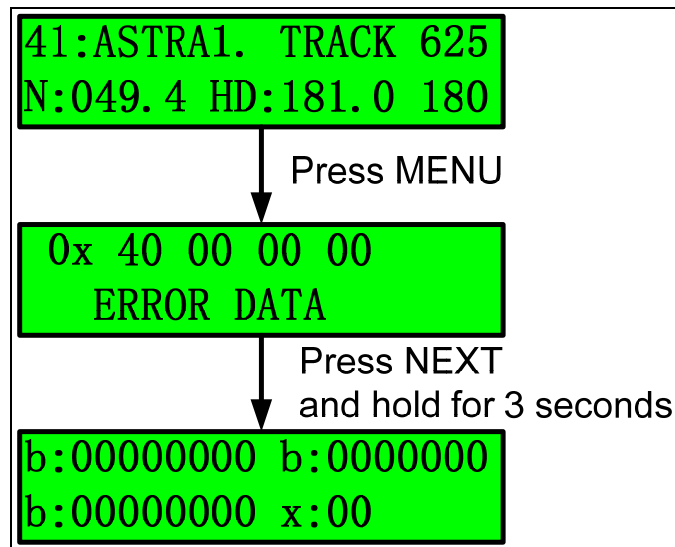 41:ASTRA1. TRACK 625
N:049.4 HD:181.0 180
Press MENU
0x 40 00 00 00
ERROR DATA
Press NEXT
and hold for 3 seconds
b:00000000 b:0000000
b:00000000 x:00